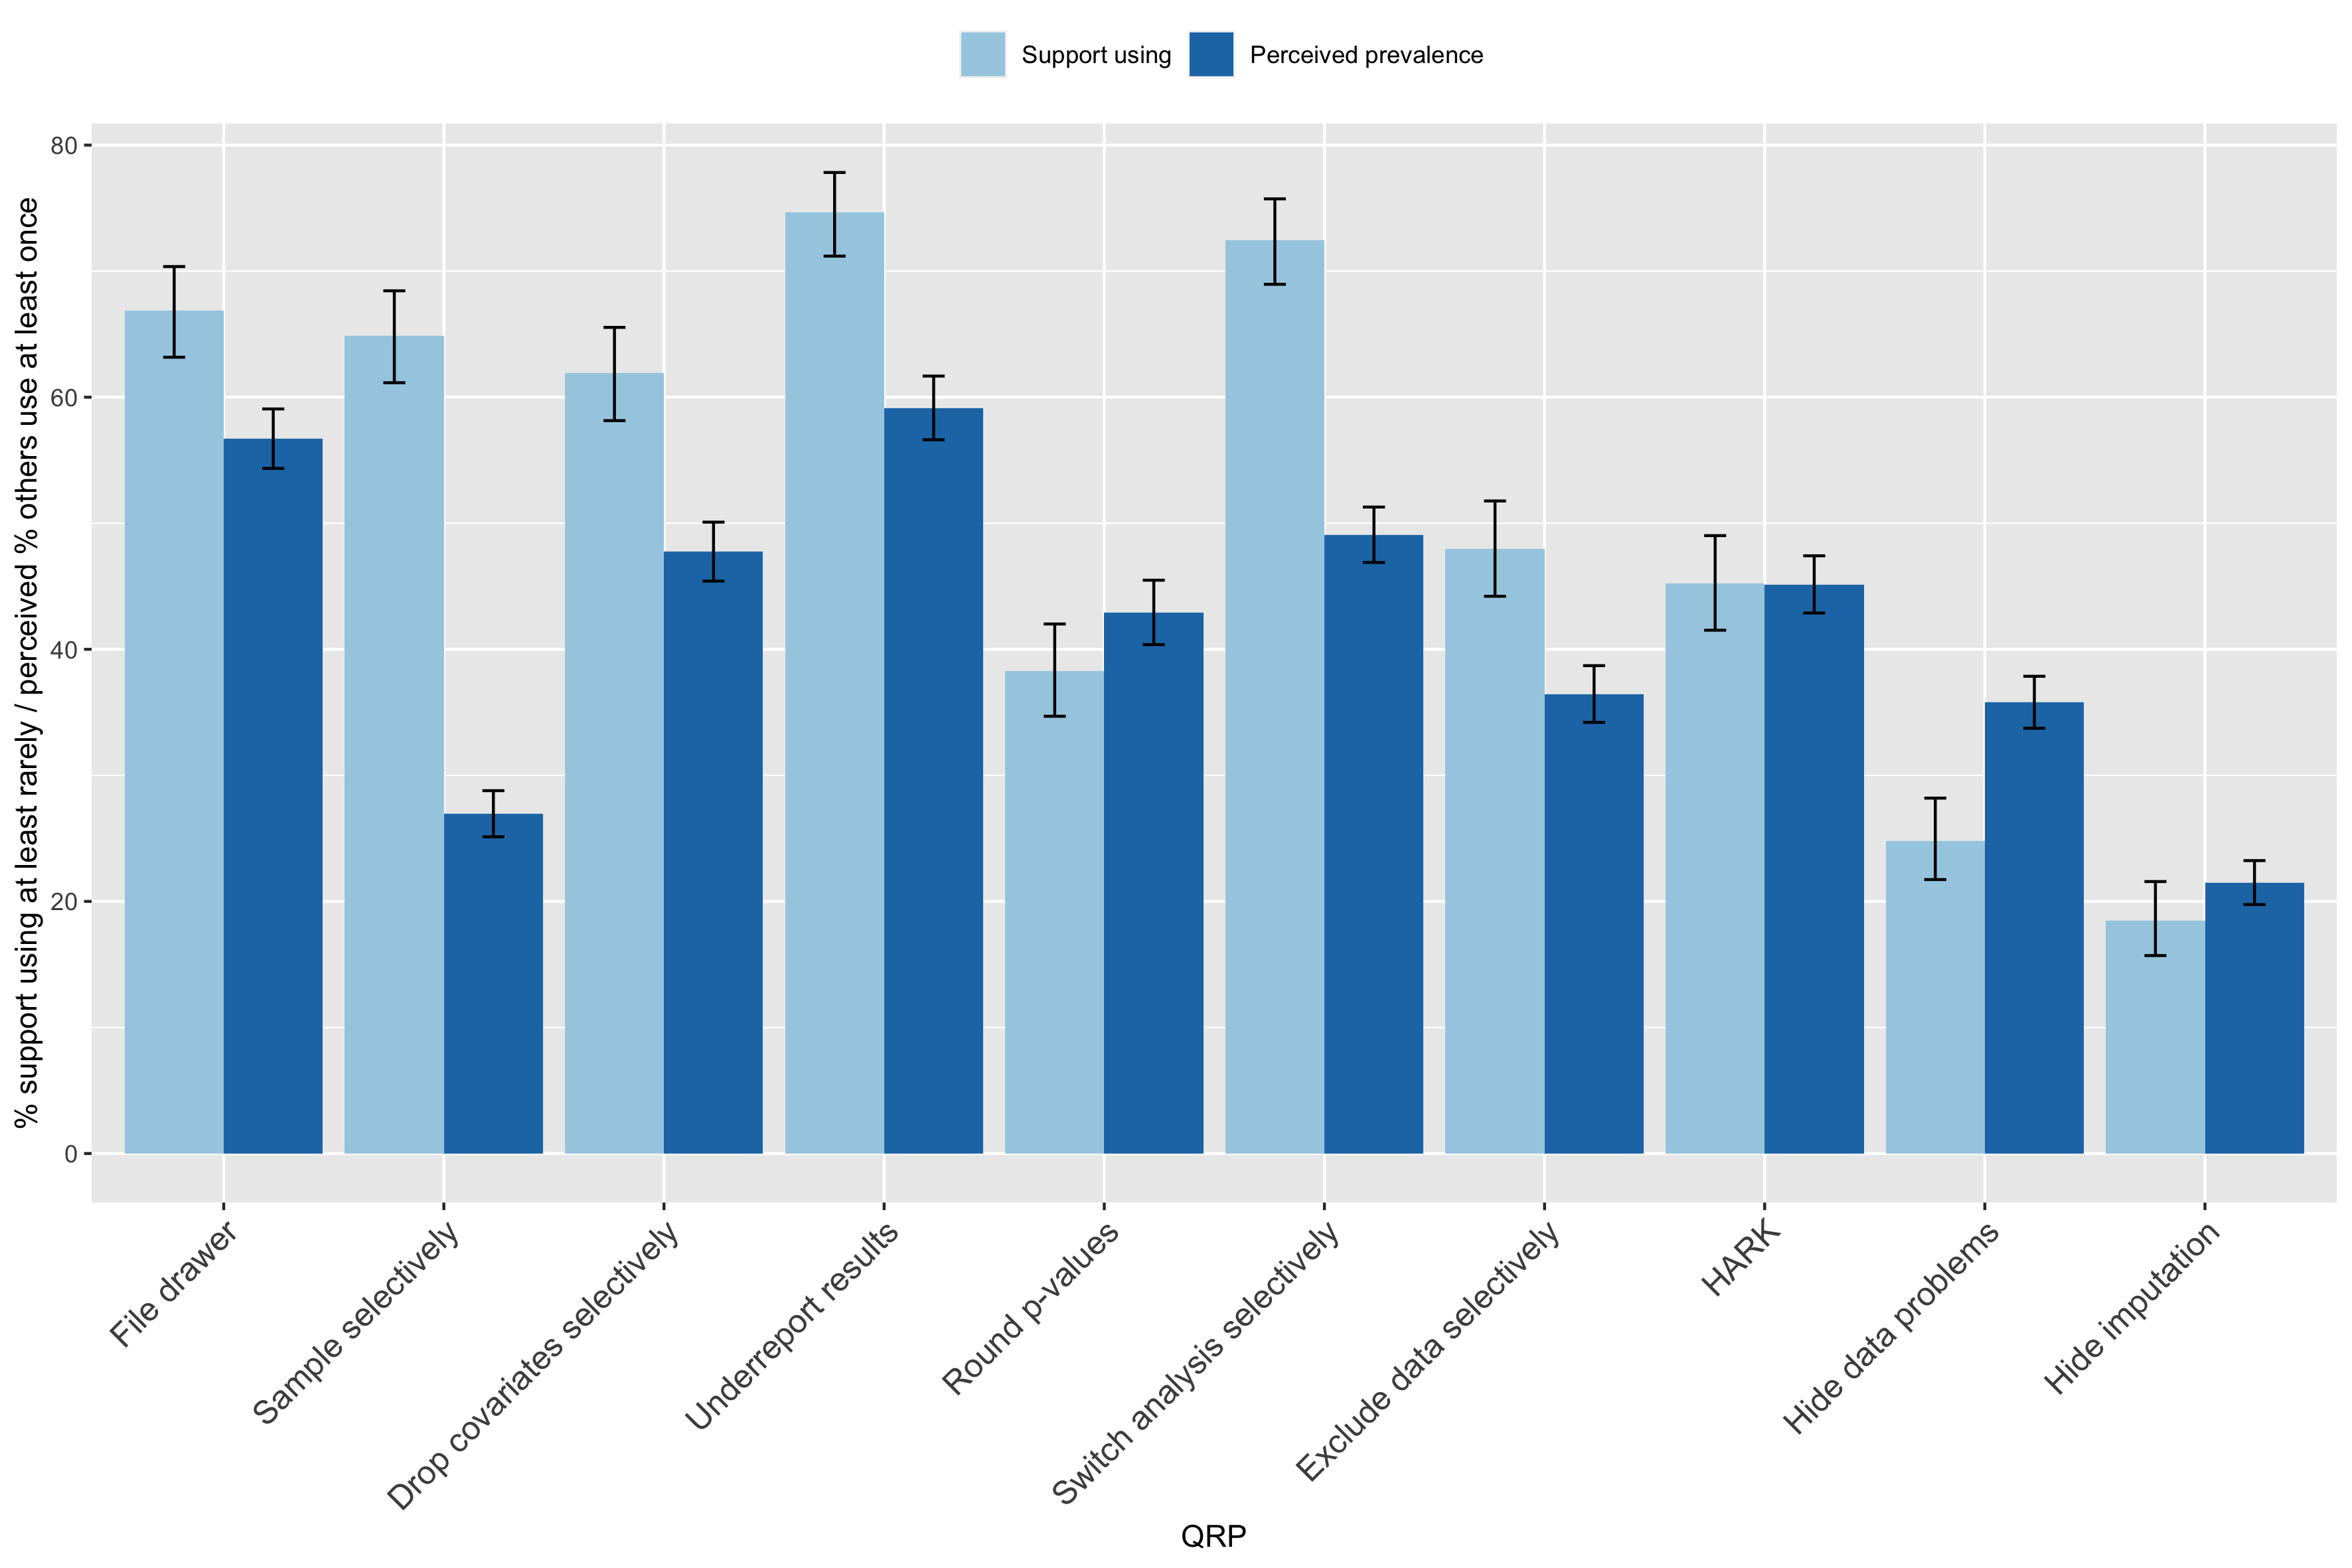 Support using
Perceived prevalence
% support using at least rarely / perceived % others use at least once
80
60
40
20
0
File drawer
Sample selectively
Drop covariates selectively
Underreport results
Round p-values
Switch analysis selectively
Exclude data selectively
HARK
Hide data problems
Hide imputation
QRP